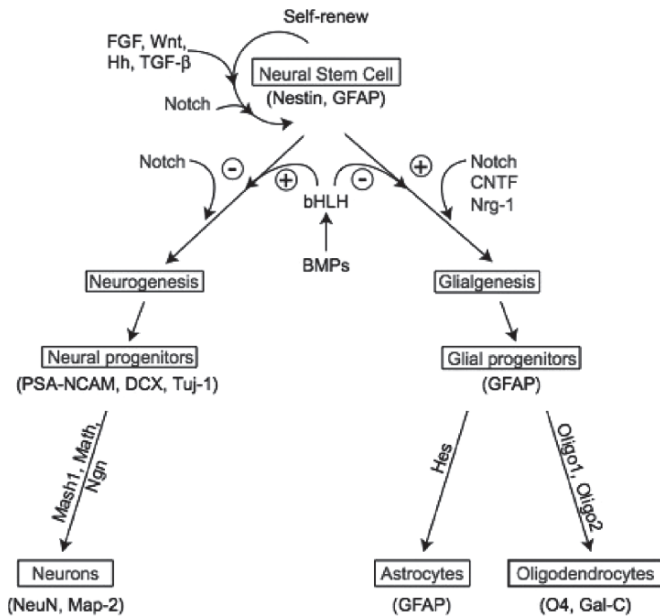 Self-renew
FGF, Wnt,
Hh, TGF-β
Neural Stem Cell
(Nestin, GFAP)
Notch
Notch
-
+
bHLH
-
+
Notch
CNTF
Nrg-1
BMPs
Neurogenesis
Glialgenesis
Neural progenitors
(PSA-NCAM, DCX, Tuj-1)
Glial progenitors
(GFAP)
Mash1, Math,
Ngn
Hes
Oligo1, Oligo2
Neurons
(NeuN, Map-2)
Astrocytes
(GFAP)
Oligodendrocytes
(O4, Gal-C)